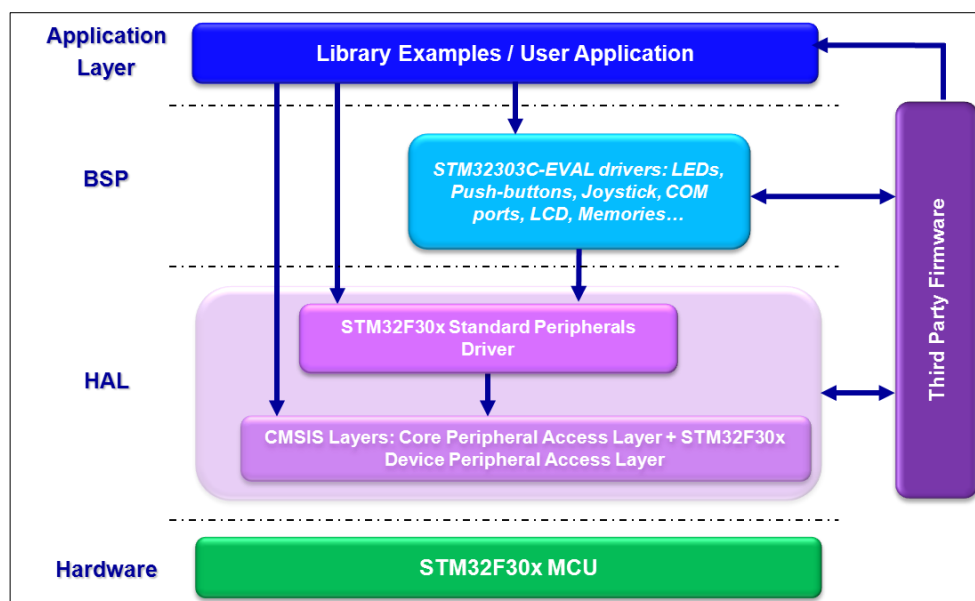 Application
Layer
Library Examples / User Application
BSP
STM32303C-EVAL drivers: LEDs,
Push-buttons, Joystick, COM
ports, LCD, Memories…
Third Party Firmware
HAL
STM32F30x Standard Peripherals
Driver
CMSIS Layers: Core Peripheral Access Layer + STM32F30x
Device Peripheral Access Layer
Hardware
STM32F30x MCU